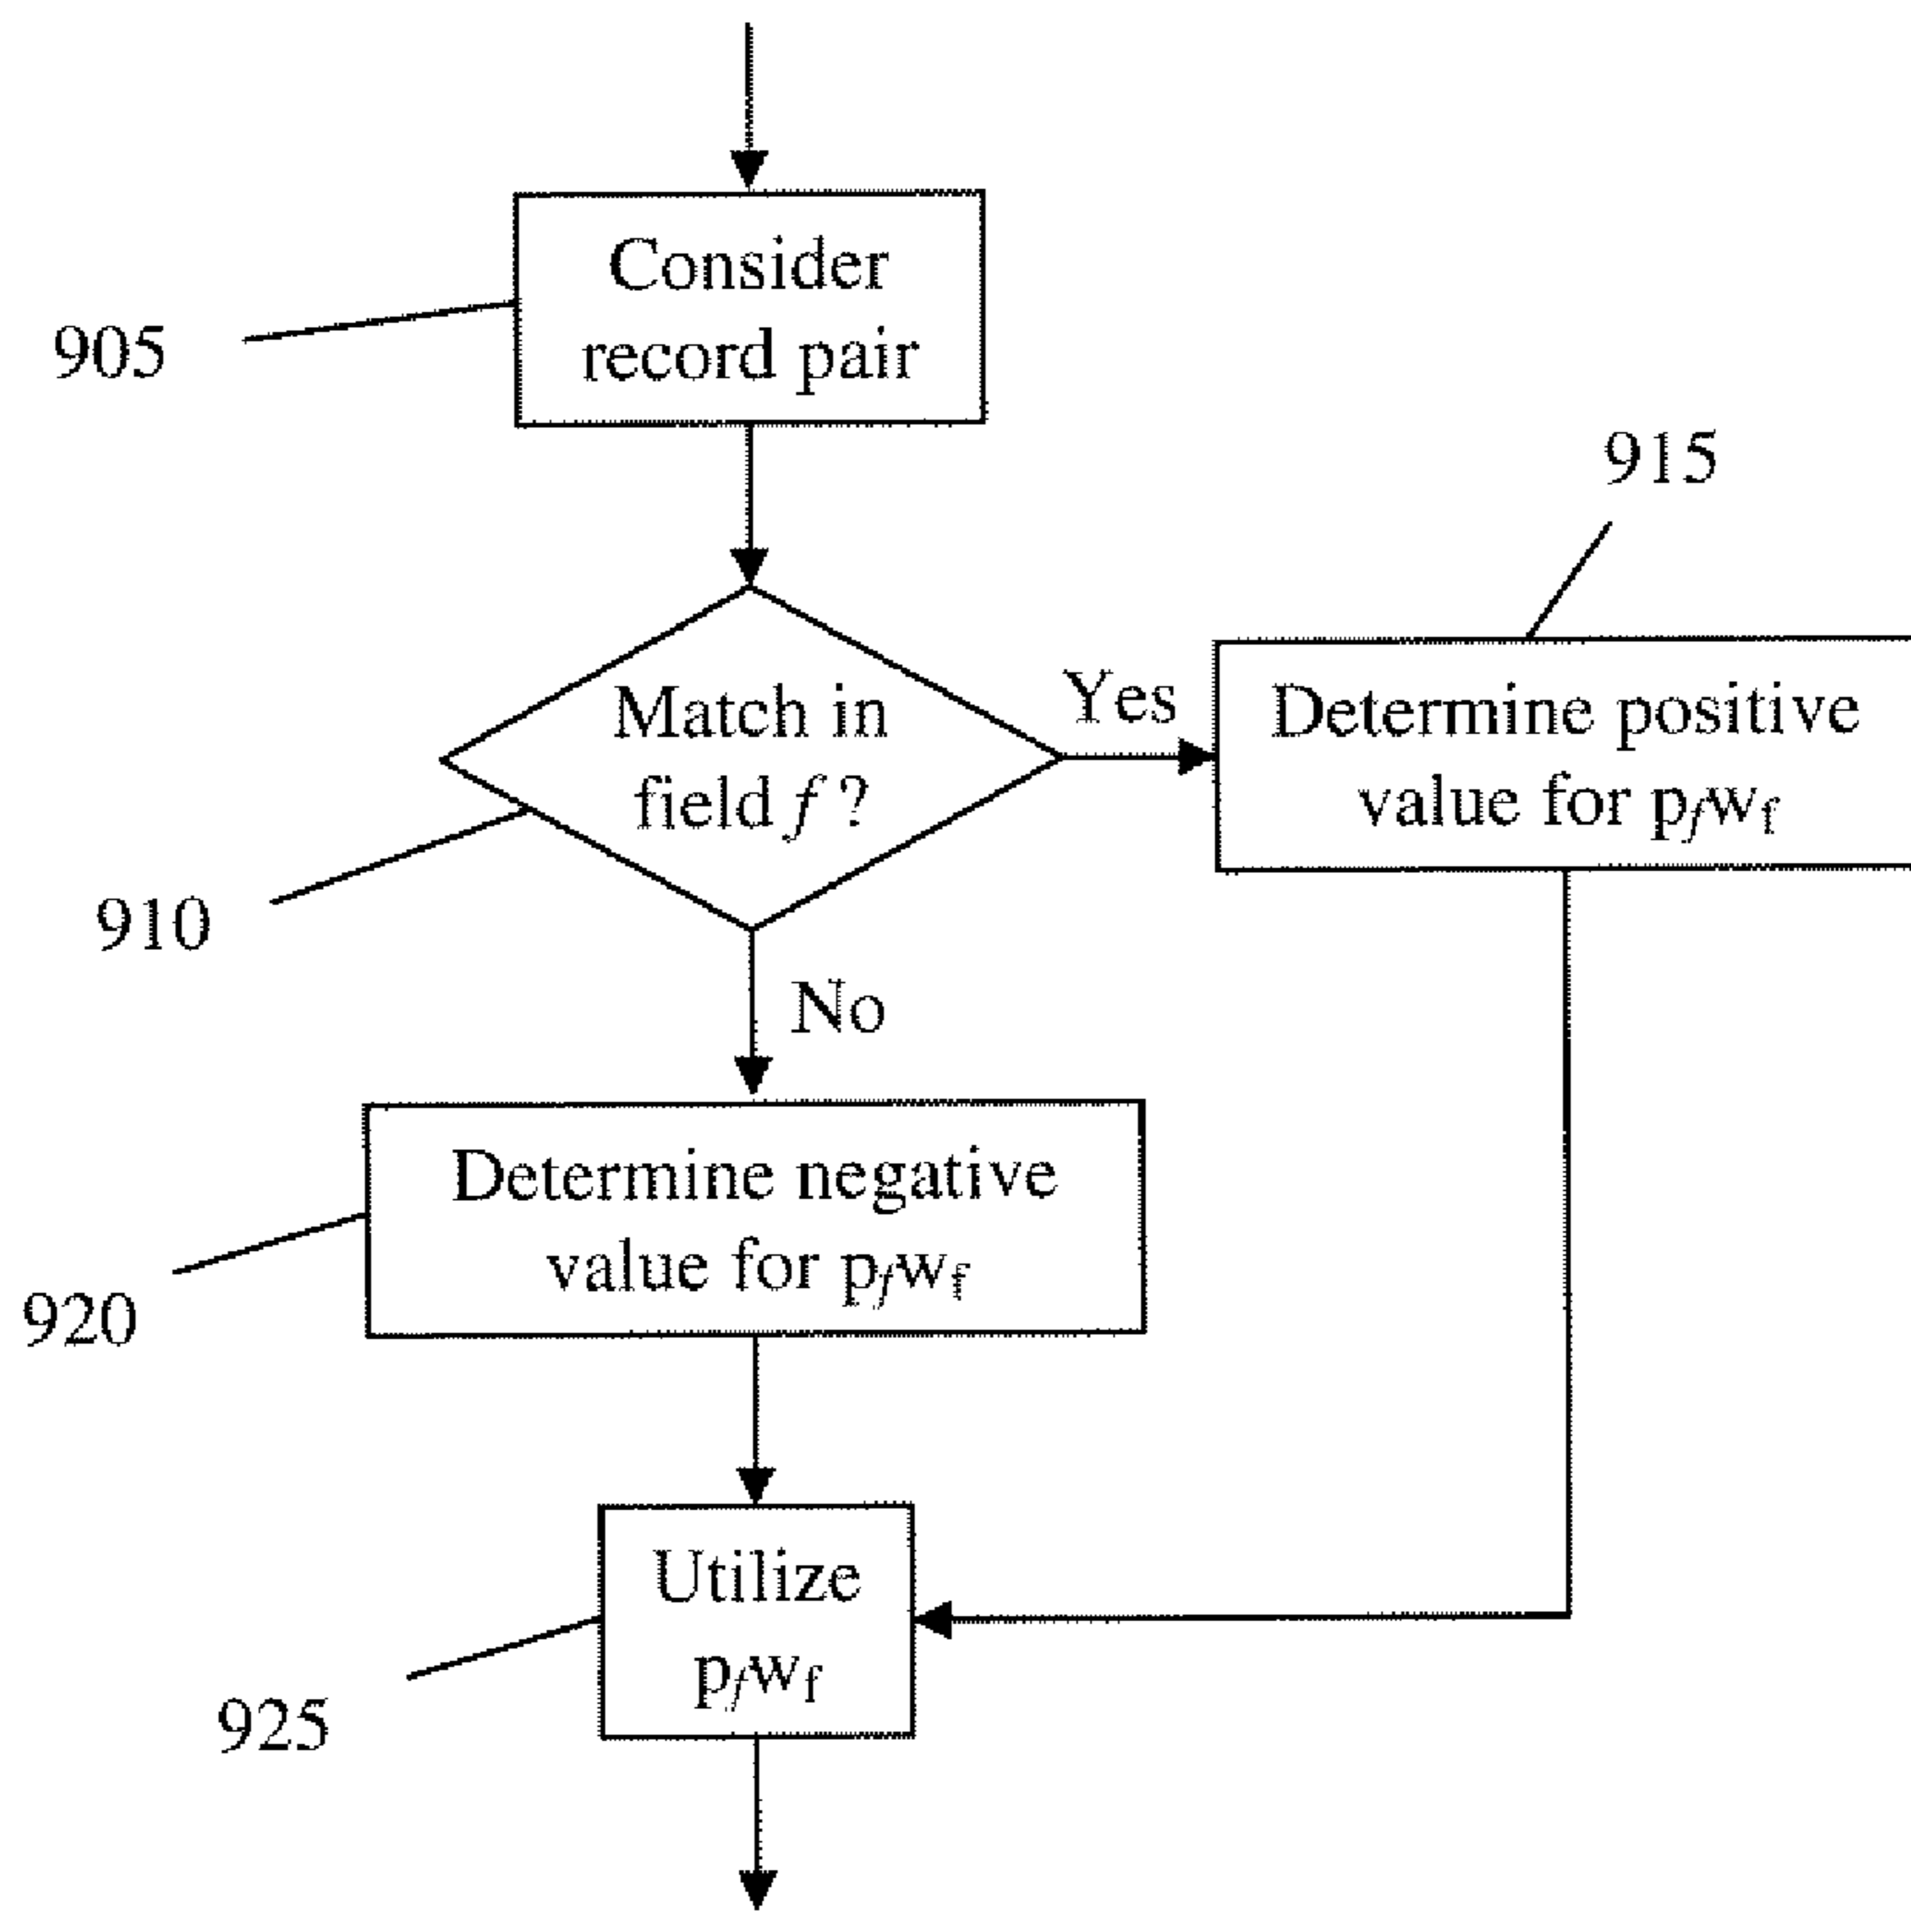 Consider
record pair
905
915
Match in
field f ?
Yes
Determine positive
value for pfwf
910
No
Determine negative
value for pfwf
920
Utilize
pfwf
925